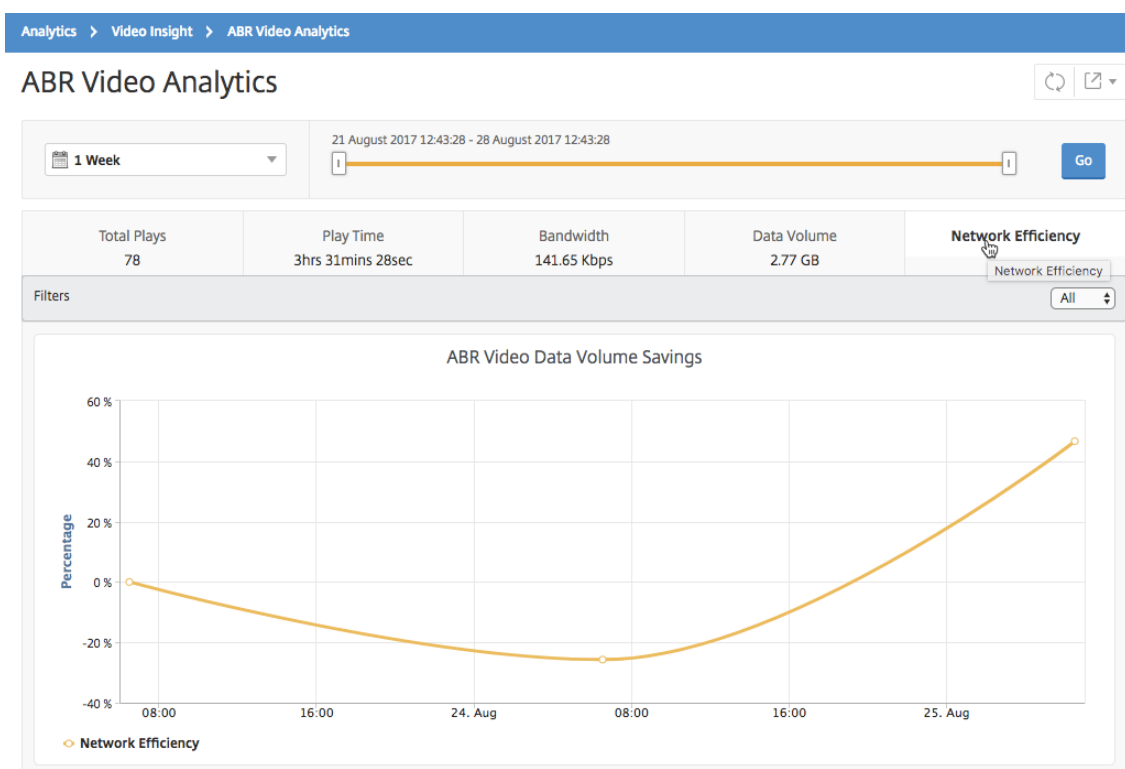 Analytics > Video Insight > ABR Video Analytics
ABR Video Analytics
1 Week
21 August 2017 12:43:28 - 28 August 2017 12:43:28
Go
Total Plays
78
Play Time
3hrs 31mins 28sec
Bandwidth
141.65 Kbps
Data Volume
2.77 GB
Network Efficiency
Network Efficiency
Filters
All
ABR Video Data Volume Savings
Percentage
60 %
40 %
20 %
0 %
-20 %
-40 %
08:00 16:00 24. Aug 08:00 16:00 25. Aug
Network Efficiency